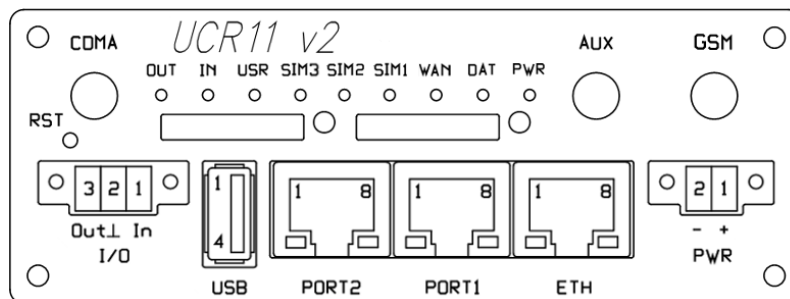 CDMA UCR11 v2 AUX GSM
OUT IN USR SIM3 SIM2 SIM1 WAN DAT PWR
RST
3 2 1 1 4 1 8 1 8 1 8 2 1
Out⊥ In - +
I/O PWR
USB PORT2 PORT1 ETH